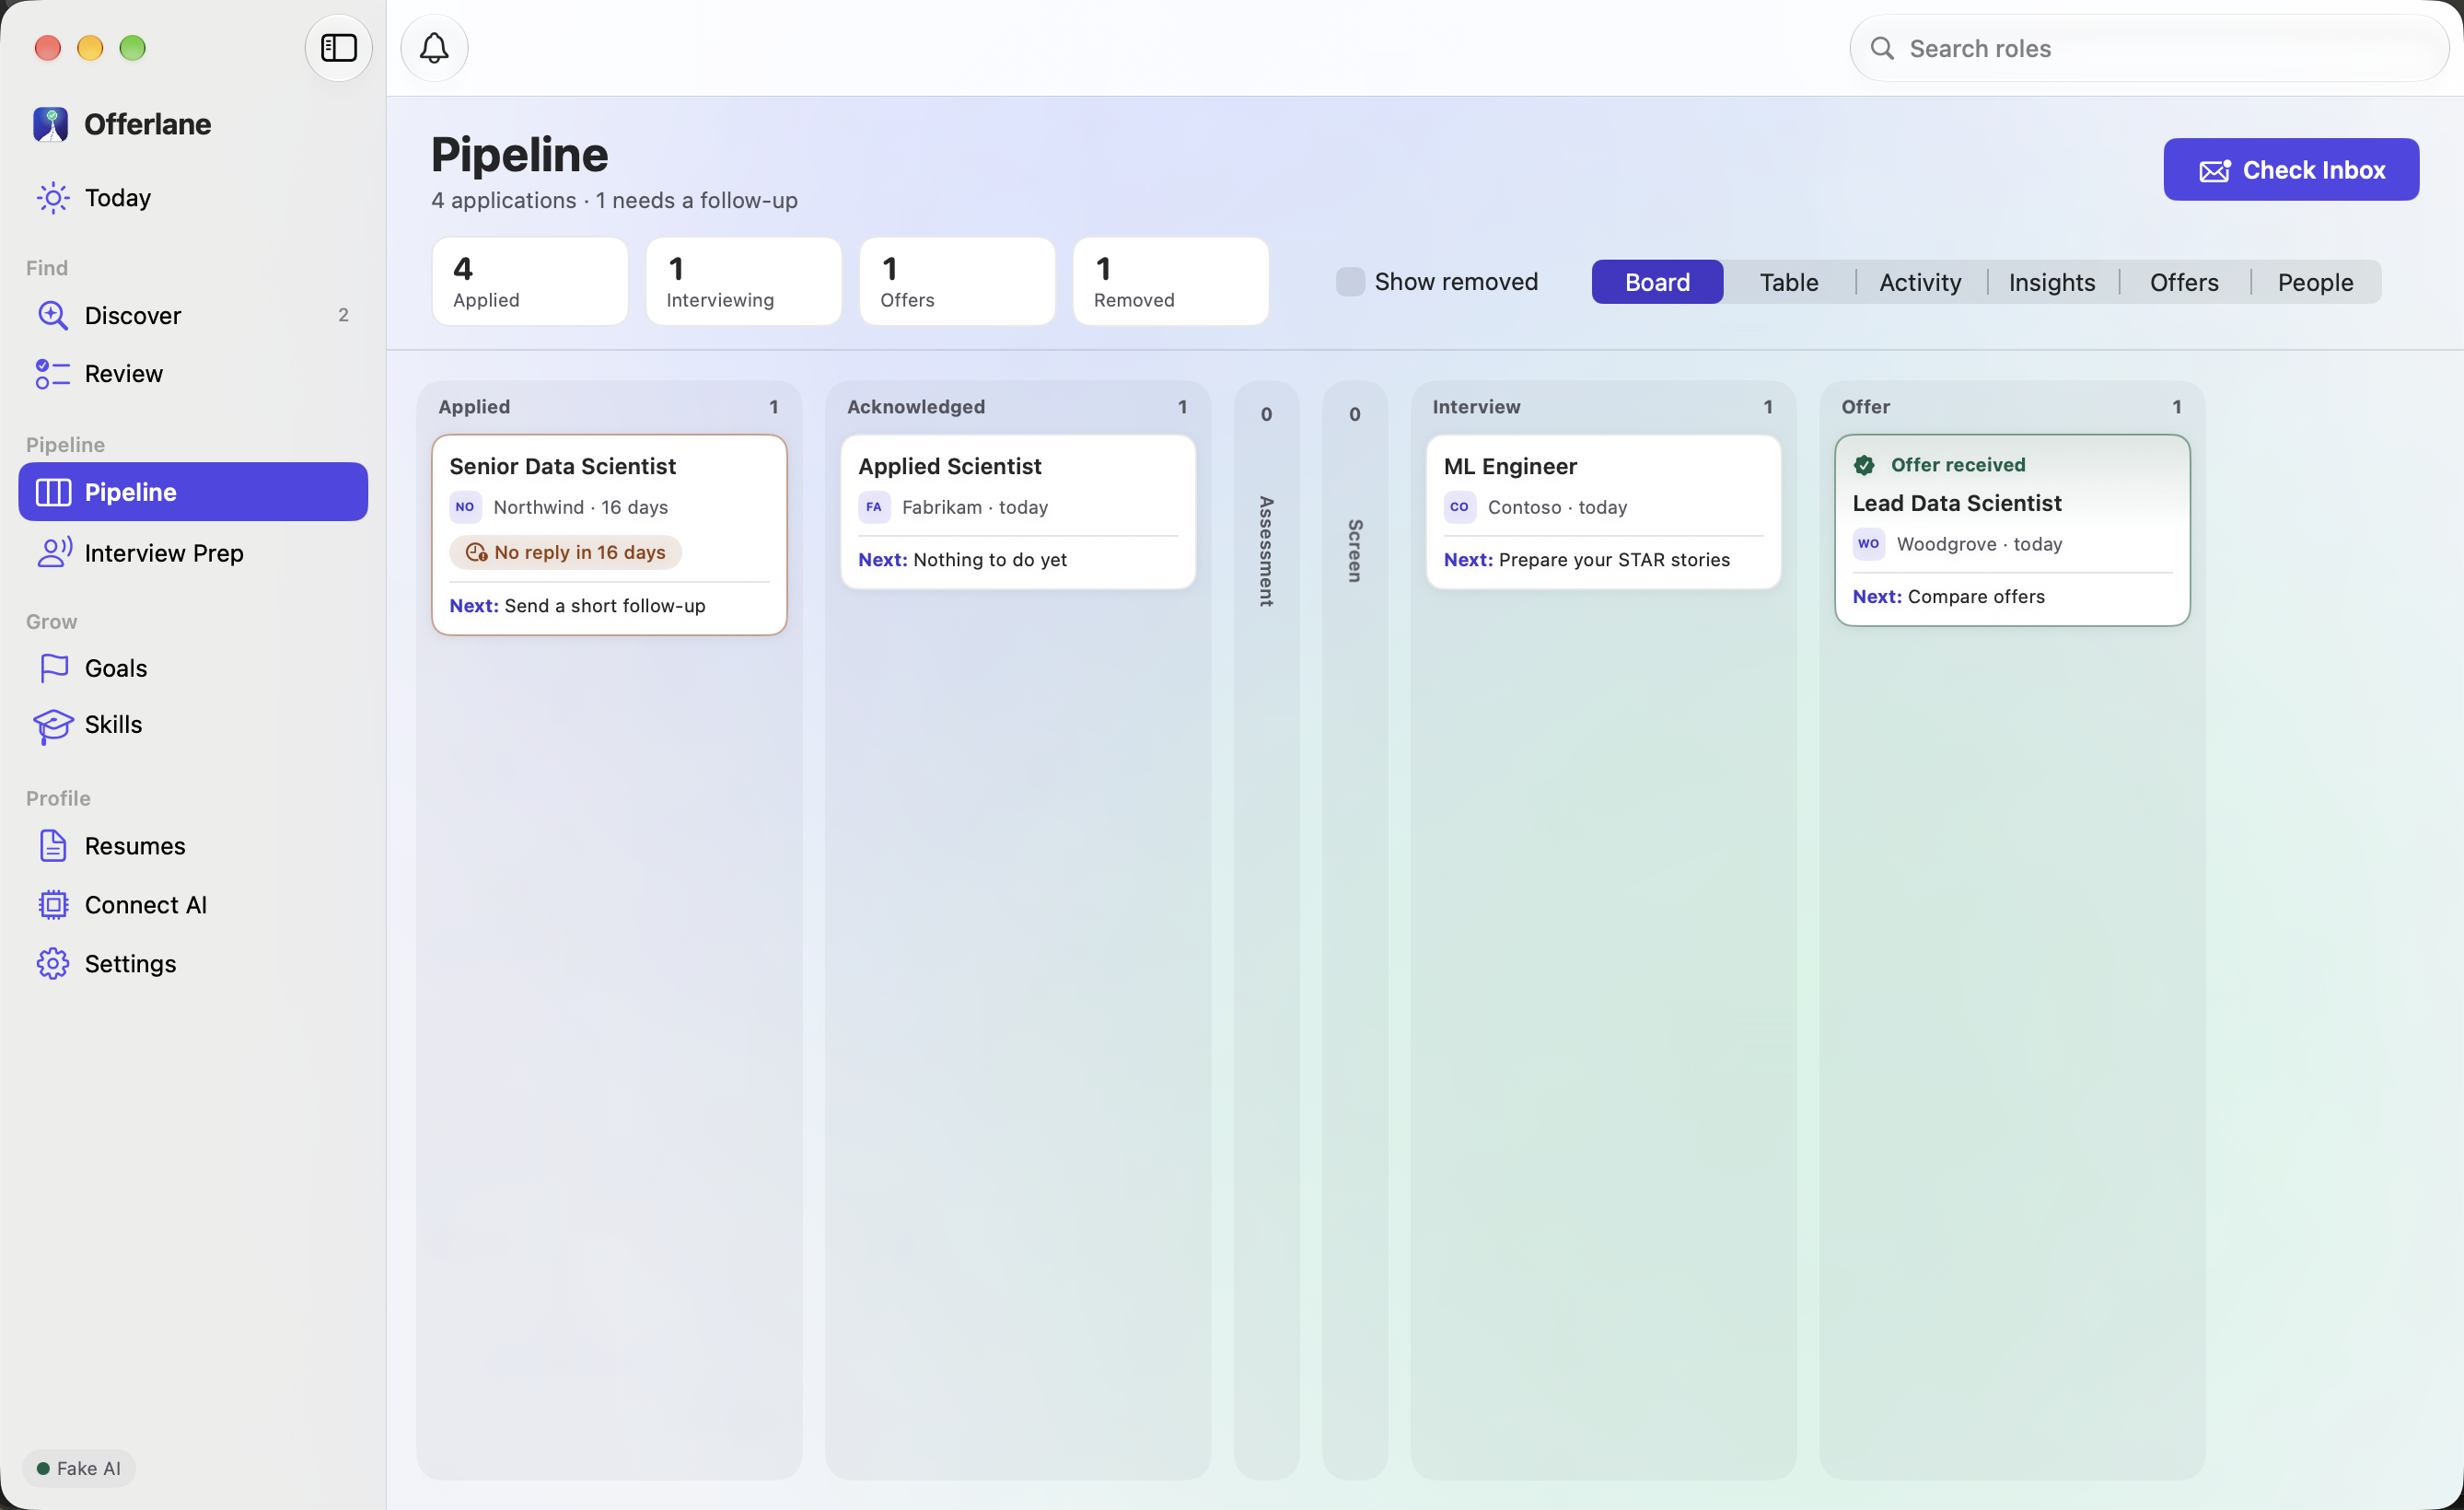 Offerlane
Today
Find
Discover 2
Review
Pipeline
Pipeline
Interview Prep
Grow
Goals
Skills
Profile
Resumes
Connect AI
Settings
Fake AI
Search roles
Pipeline
4 applications · 1 needs a follow-up
Check Inbox
4
Applied
1
Interviewing
1
Offers
1
Removed
Show removed
Board
Table
Activity
Insights
Offers
People
Applied 1
Senior Data Scientist
NO Northwind · 16 days
No reply in 16 days
Next: Send a short follow-up
Acknowledged 1
Applied Scientist
FA Fabrikam · today
Next: Nothing to do yet
0
Assessment
0
Screen
Interview 1
ML Engineer
CO Contoso · today
Next: Prepare your STAR stories
Offer 1
Offer received
Lead Data Scientist
WO Woodgrove · today
Next: Compare offers